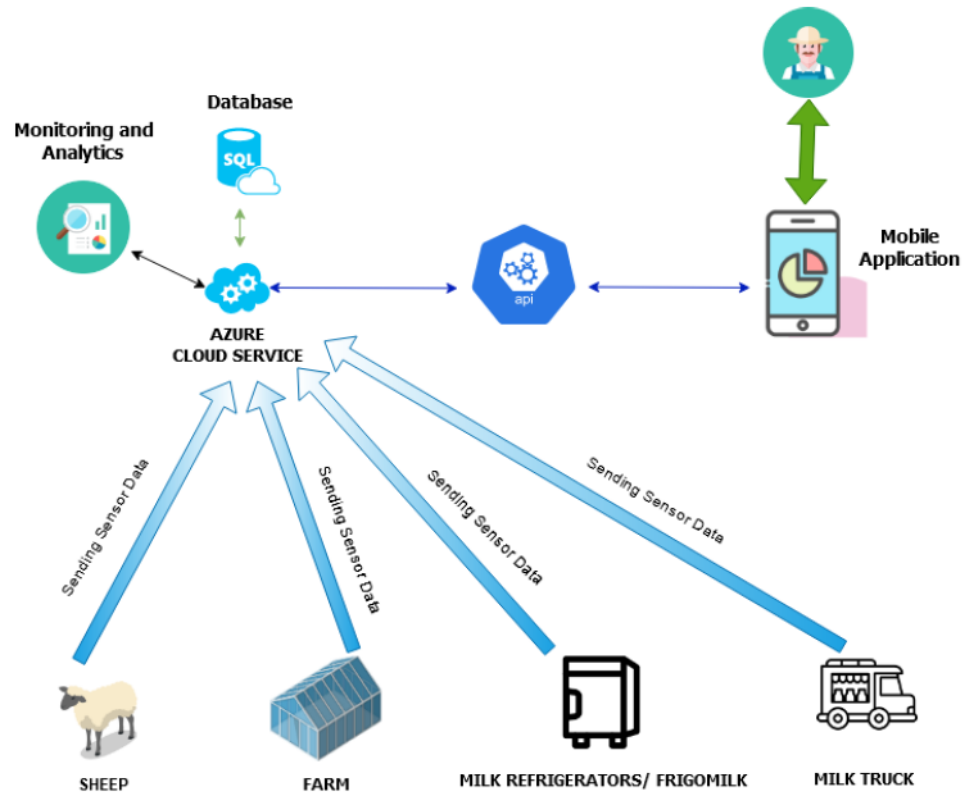 Database
Monitoring and
Analytics
SQL
Mobile
Application
api
AZURE
CLOUD SERVICE
Sending Sensor Data
Sending Sensor Data
Sending Sensor Data
Sending Sensor Data
SHEEP
FARM
MILK REFRIGERATORS/ FRIGOMILK
MILK TRUCK